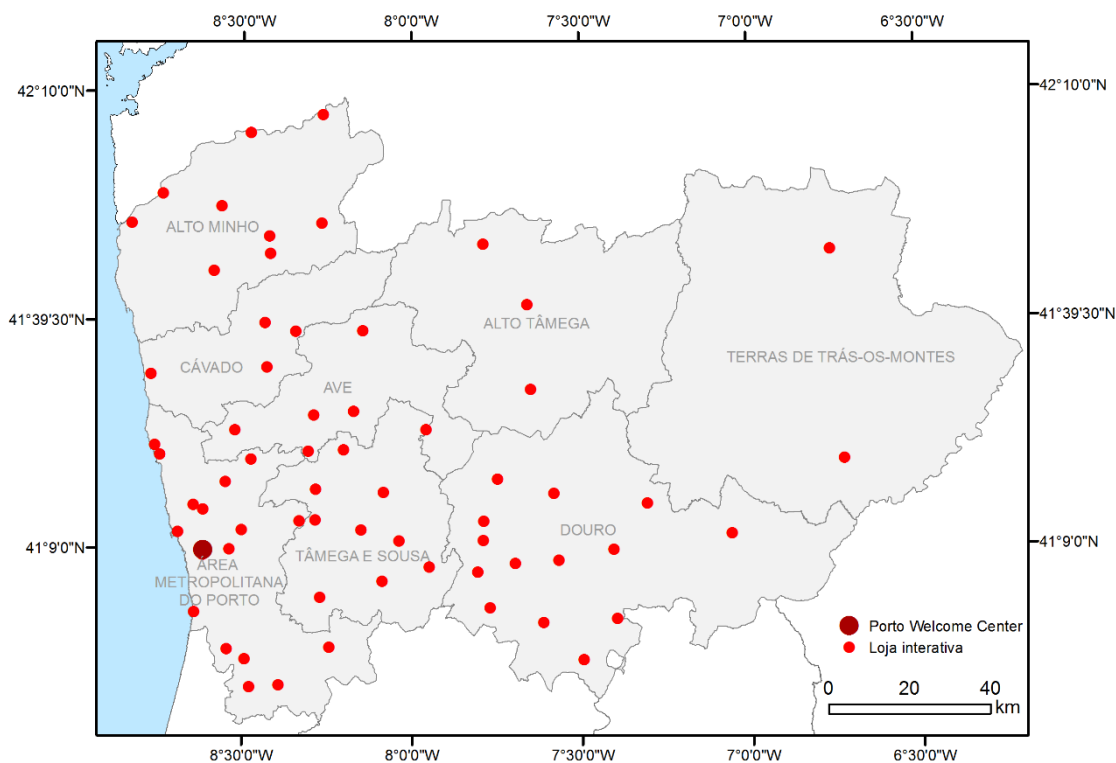 8°30'0"W 8°0'0"W 7°30'0"W 7°0'0"W 6°30'0"W
42°10'0"N 42°10'0"N
ALTO MINHO
41°39'30"N 41°39'30"N
ALTO TÂMEGA
TERRAS DE TRÁS-OS-MONTES
CÁVADO
AVE
DOURO
41°9'0"N 41°9'0"N
TÂMEGA E SOUSA
ÁREA
METROPOLITANA
DO PORTO
Porto Welcome Center
Loja interativa
0 20 40
km
8°30'0"W 8°0'0"W 7°30'0"W 7°0'0"W 6°30'0"W